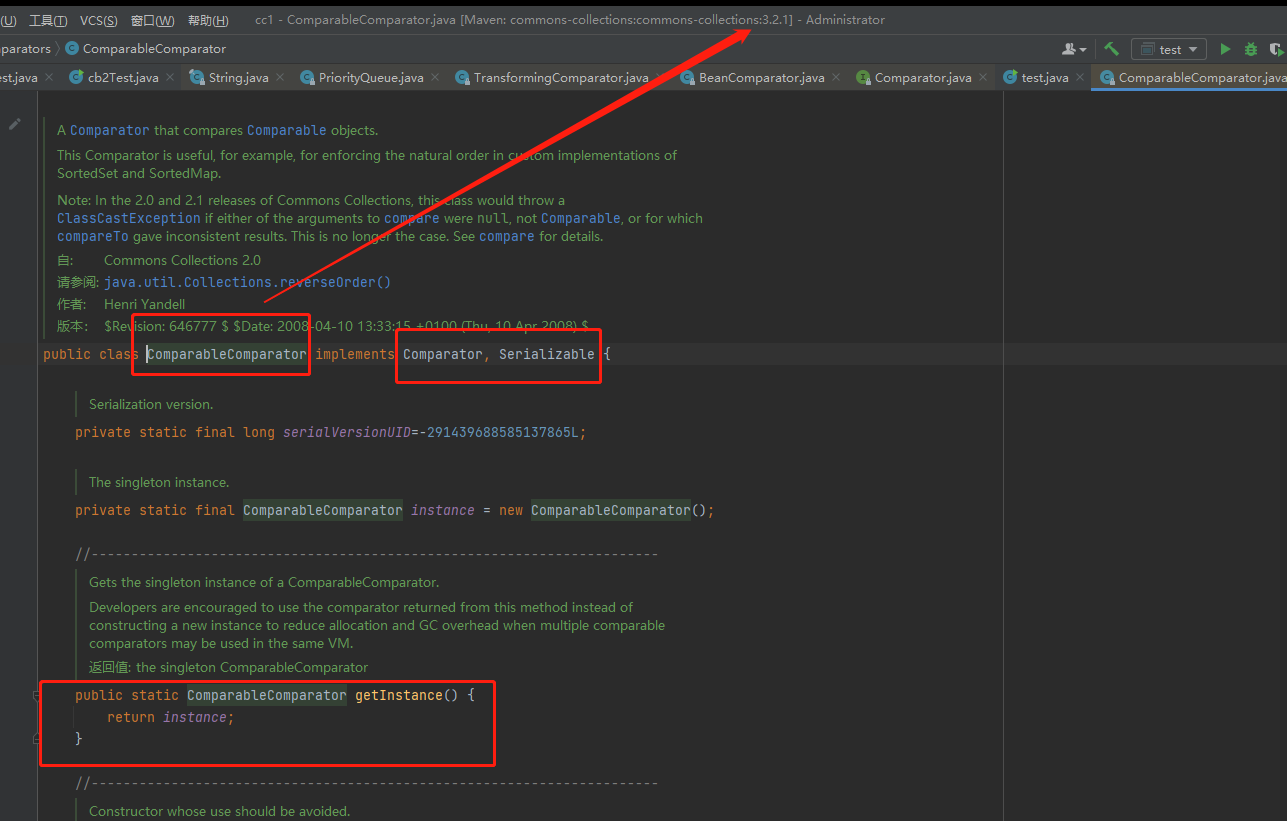 (U) 工具(T) VCS(S) 窗口(W) 帮助(H) cc1 - ComparableComparator.java [Maven: commons-collections:commons-collections:3.2.1] - Administrator
parators ComparableComparator test
est.java cb2Test.java String.java PriorityQueue.java TransformingComparator.java BeanComparator.java Comparator.java test.java ComparableComparator.java
A Comparator that compares Comparable objects.
This Comparator is useful, for example, for enforcing the natural order in custom implementations of
SortedSet and SortedMap.
Note: In the 2.0 and 2.1 releases of Commons Collections, this class would throw a
ClassCastException if either of the arguments to compare were null, not Comparable, or for which
compareTo gave inconsistent results. This is no longer the case. See compare for details.
自: Commons Collections 2.0
请参阅: java.util.Collections.reverseOrder()
作者: Henri Yandell
版本: $Revision: 646777 $ $Date: 2008-04-10 13:33:15 +0100 (Thu, 10 Apr 2008) $
public class ComparableComparator implements Comparator, Serializable {
Serialization version.
private static final long serialVersionUID=-291439688585137865L;
The singleton instance.
private static final ComparableComparator instance = new ComparableComparator();
//-----------------------------------------------------------------------
Gets the singleton instance of a ComparableComparator.
Developers are encouraged to use the comparator returned from this method instead of
constructing a new instance to reduce allocation and GC overhead when multiple comparable
comparators may be used in the same VM.
返回值: the singleton ComparableComparator
public static ComparableComparator getInstance() {
return instance;
}
//-----------------------------------------------------------------------
Constructor whose use should be avoided.